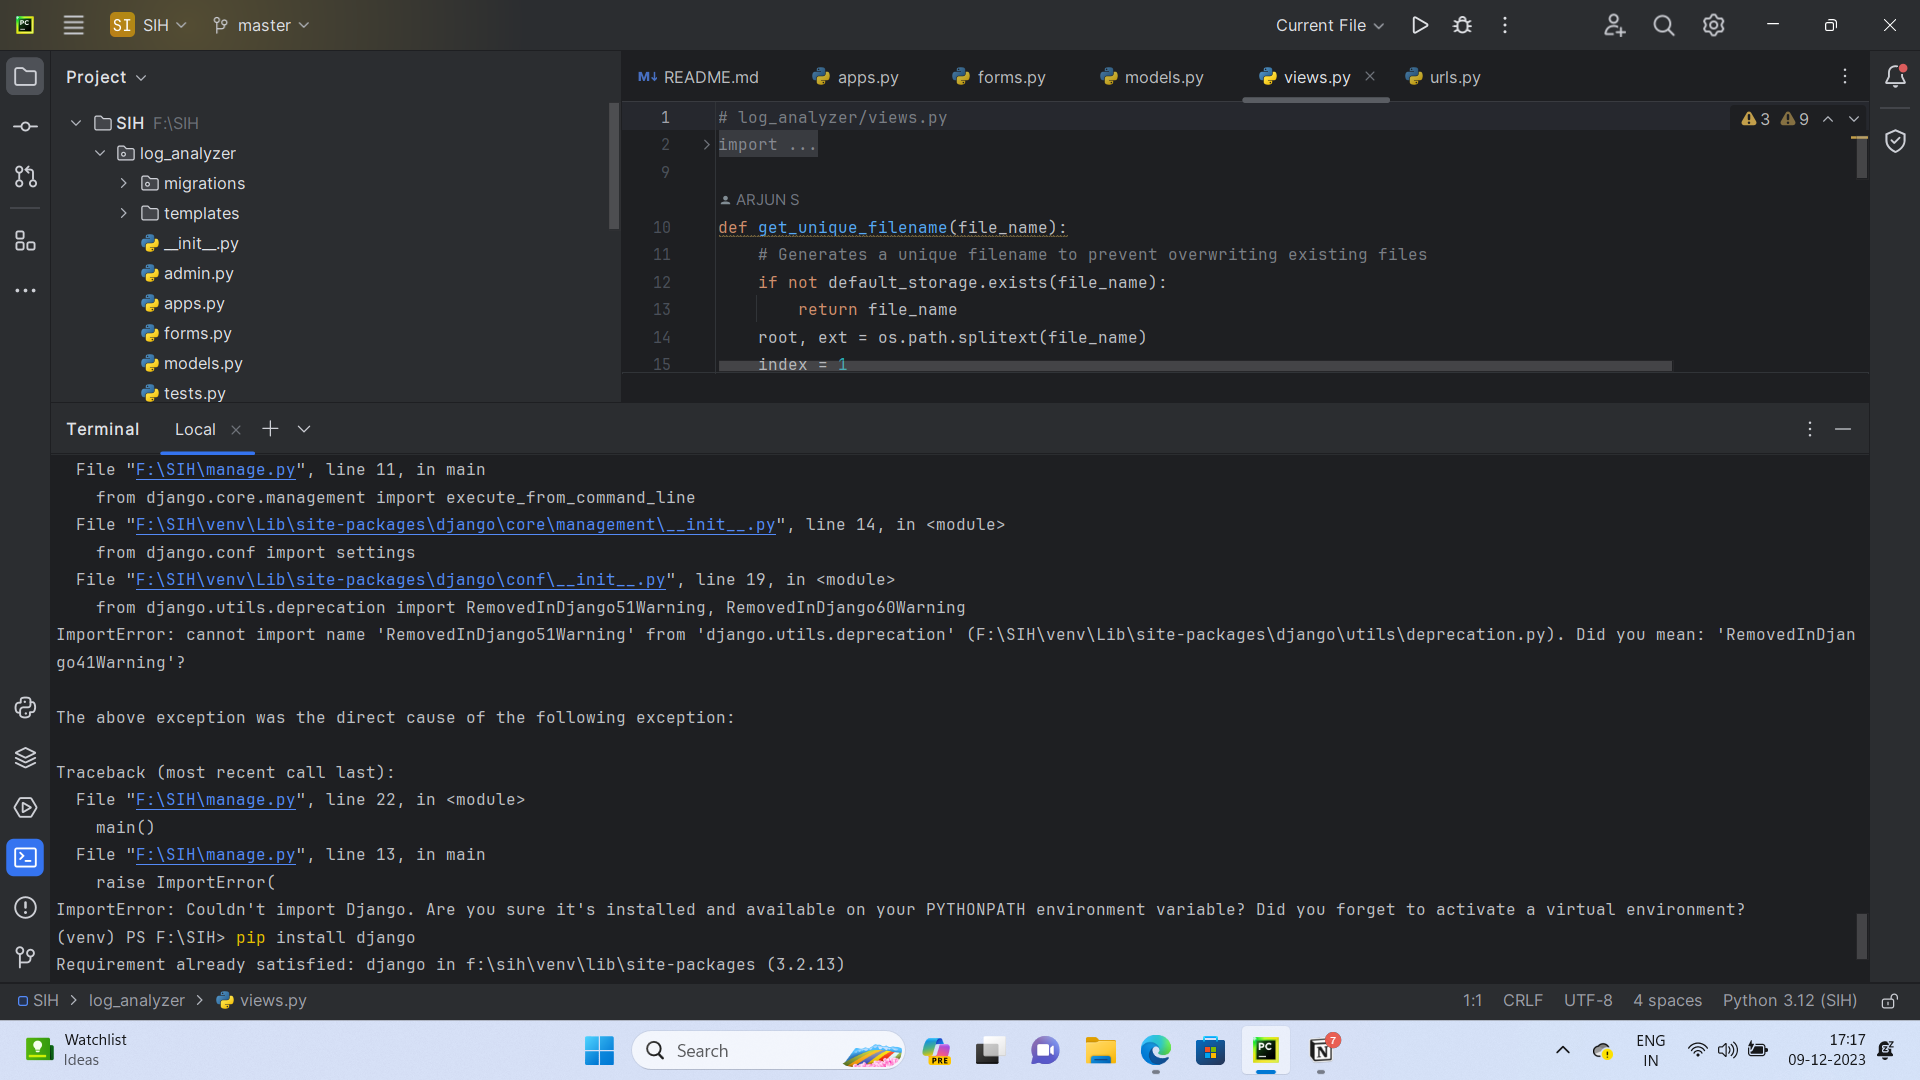 SI SIH master Current File
Project
SIH F:\SIH
log_analyzer
migrations
templates
__init__.py
admin.py
apps.py
forms.py
models.py
tests.py
README.md apps.py forms.py models.py views.py urls.py
1 # log_analyzer/views.py 3 9
2 import ...
9
ARJUN S
10 def get_unique_filename(file_name):
11 # Generates a unique filename to prevent overwriting existing files
12 if not default_storage.exists(file_name):
13 return file_name
14 root, ext = os.path.splitext(file_name)
15 index = 1
Terminal Local
File "F:\SIH\manage.py", line 11, in main
from django.core.management import execute_from_command_line
File "F:\SIH\venv\Lib\site-packages\django\core\management\__init__.py", line 14, in <module>
from django.conf import settings
File "F:\SIH\venv\Lib\site-packages\django\conf\__init__.py", line 19, in <module>
from django.utils.deprecation import RemovedInDjango51Warning, RemovedInDjango60Warning
ImportError: cannot import name 'RemovedInDjango51Warning' from 'django.utils.deprecation' (F:\SIH\venv\Lib\site-packages\django\utils\deprecation.py). Did you mean: 'RemovedInDjan
go41Warning'?
The above exception was the direct cause of the following exception:
Traceback (most recent call last):
File "F:\SIH\manage.py", line 22, in <module>
main()
File "F:\SIH\manage.py", line 13, in main
raise ImportError(
ImportError: Couldn't import Django. Are you sure it's installed and available on your PYTHONPATH environment variable? Did you forget to activate a virtual environment?
(venv) PS F:\SIH> pip install django
Requirement already satisfied: django in f:\sih\venv\lib\site-packages (3.2.13)
SIH > log_analyzer > views.py 1:1 CRLF UTF-8 4 spaces Python 3.12 (SIH)
Watchlist
Ideas
Search
PRE
PC
7
ENG
IN
17:17
09-12-2023